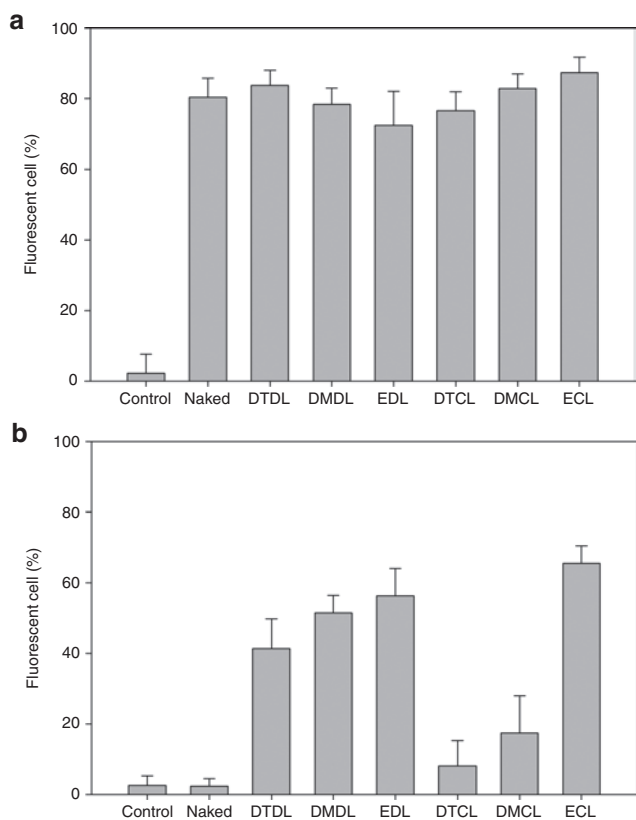 a
100
80
60
40
20
0
Fluorescent cell (%)
Control Naked DTDL DMDL EDL DTCL DMCL ECL
b
100
80
60
40
20
0
Fluorescent cell (%)
Control Naked DTDL DMDL EDL DTCL DMCL ECL